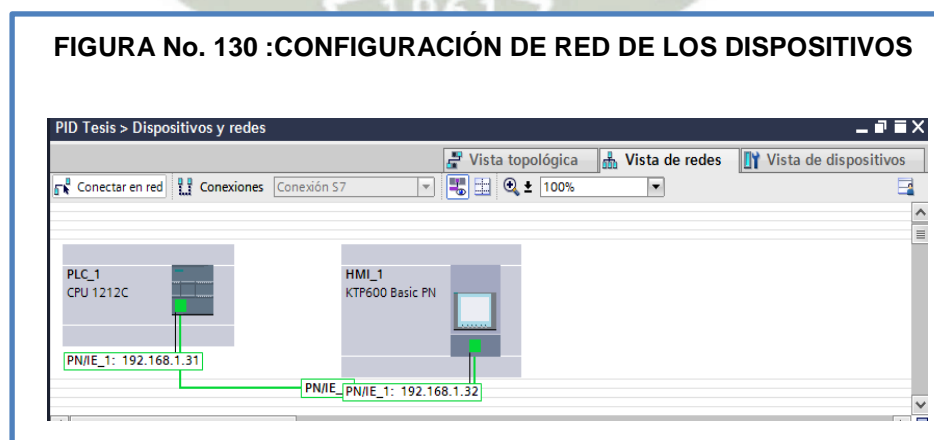 1961
FIGURA No. 130 :CONFIGURACIÓN DE RED DE LOS DISPOSITIVOS
PID Tesis > Dispositivos y redes
Vista topológica Vista de redes Vista de dispositivos
Conectar en red Conexiones Conexión S7 100%
PLC_1
CPU 1212C
HMI_1
KTP600 Basic PN
PN/IE_1: 192.168.1.31
PN/IE_
PN/IE_1: 192.168.1.32